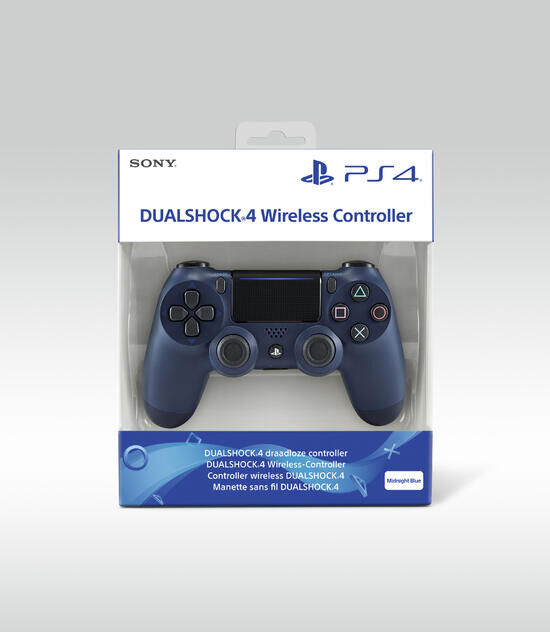 SONY®
PS4®
DUALSHOCK®4 Wireless Controller
DUALSHOCK®4 draadloze controller
DUALSHOCK®4 Wireless-Controller
Controller wireless DUALSHOCK®4
Manette sans fil DUALSHOCK®4
Midnight Blue